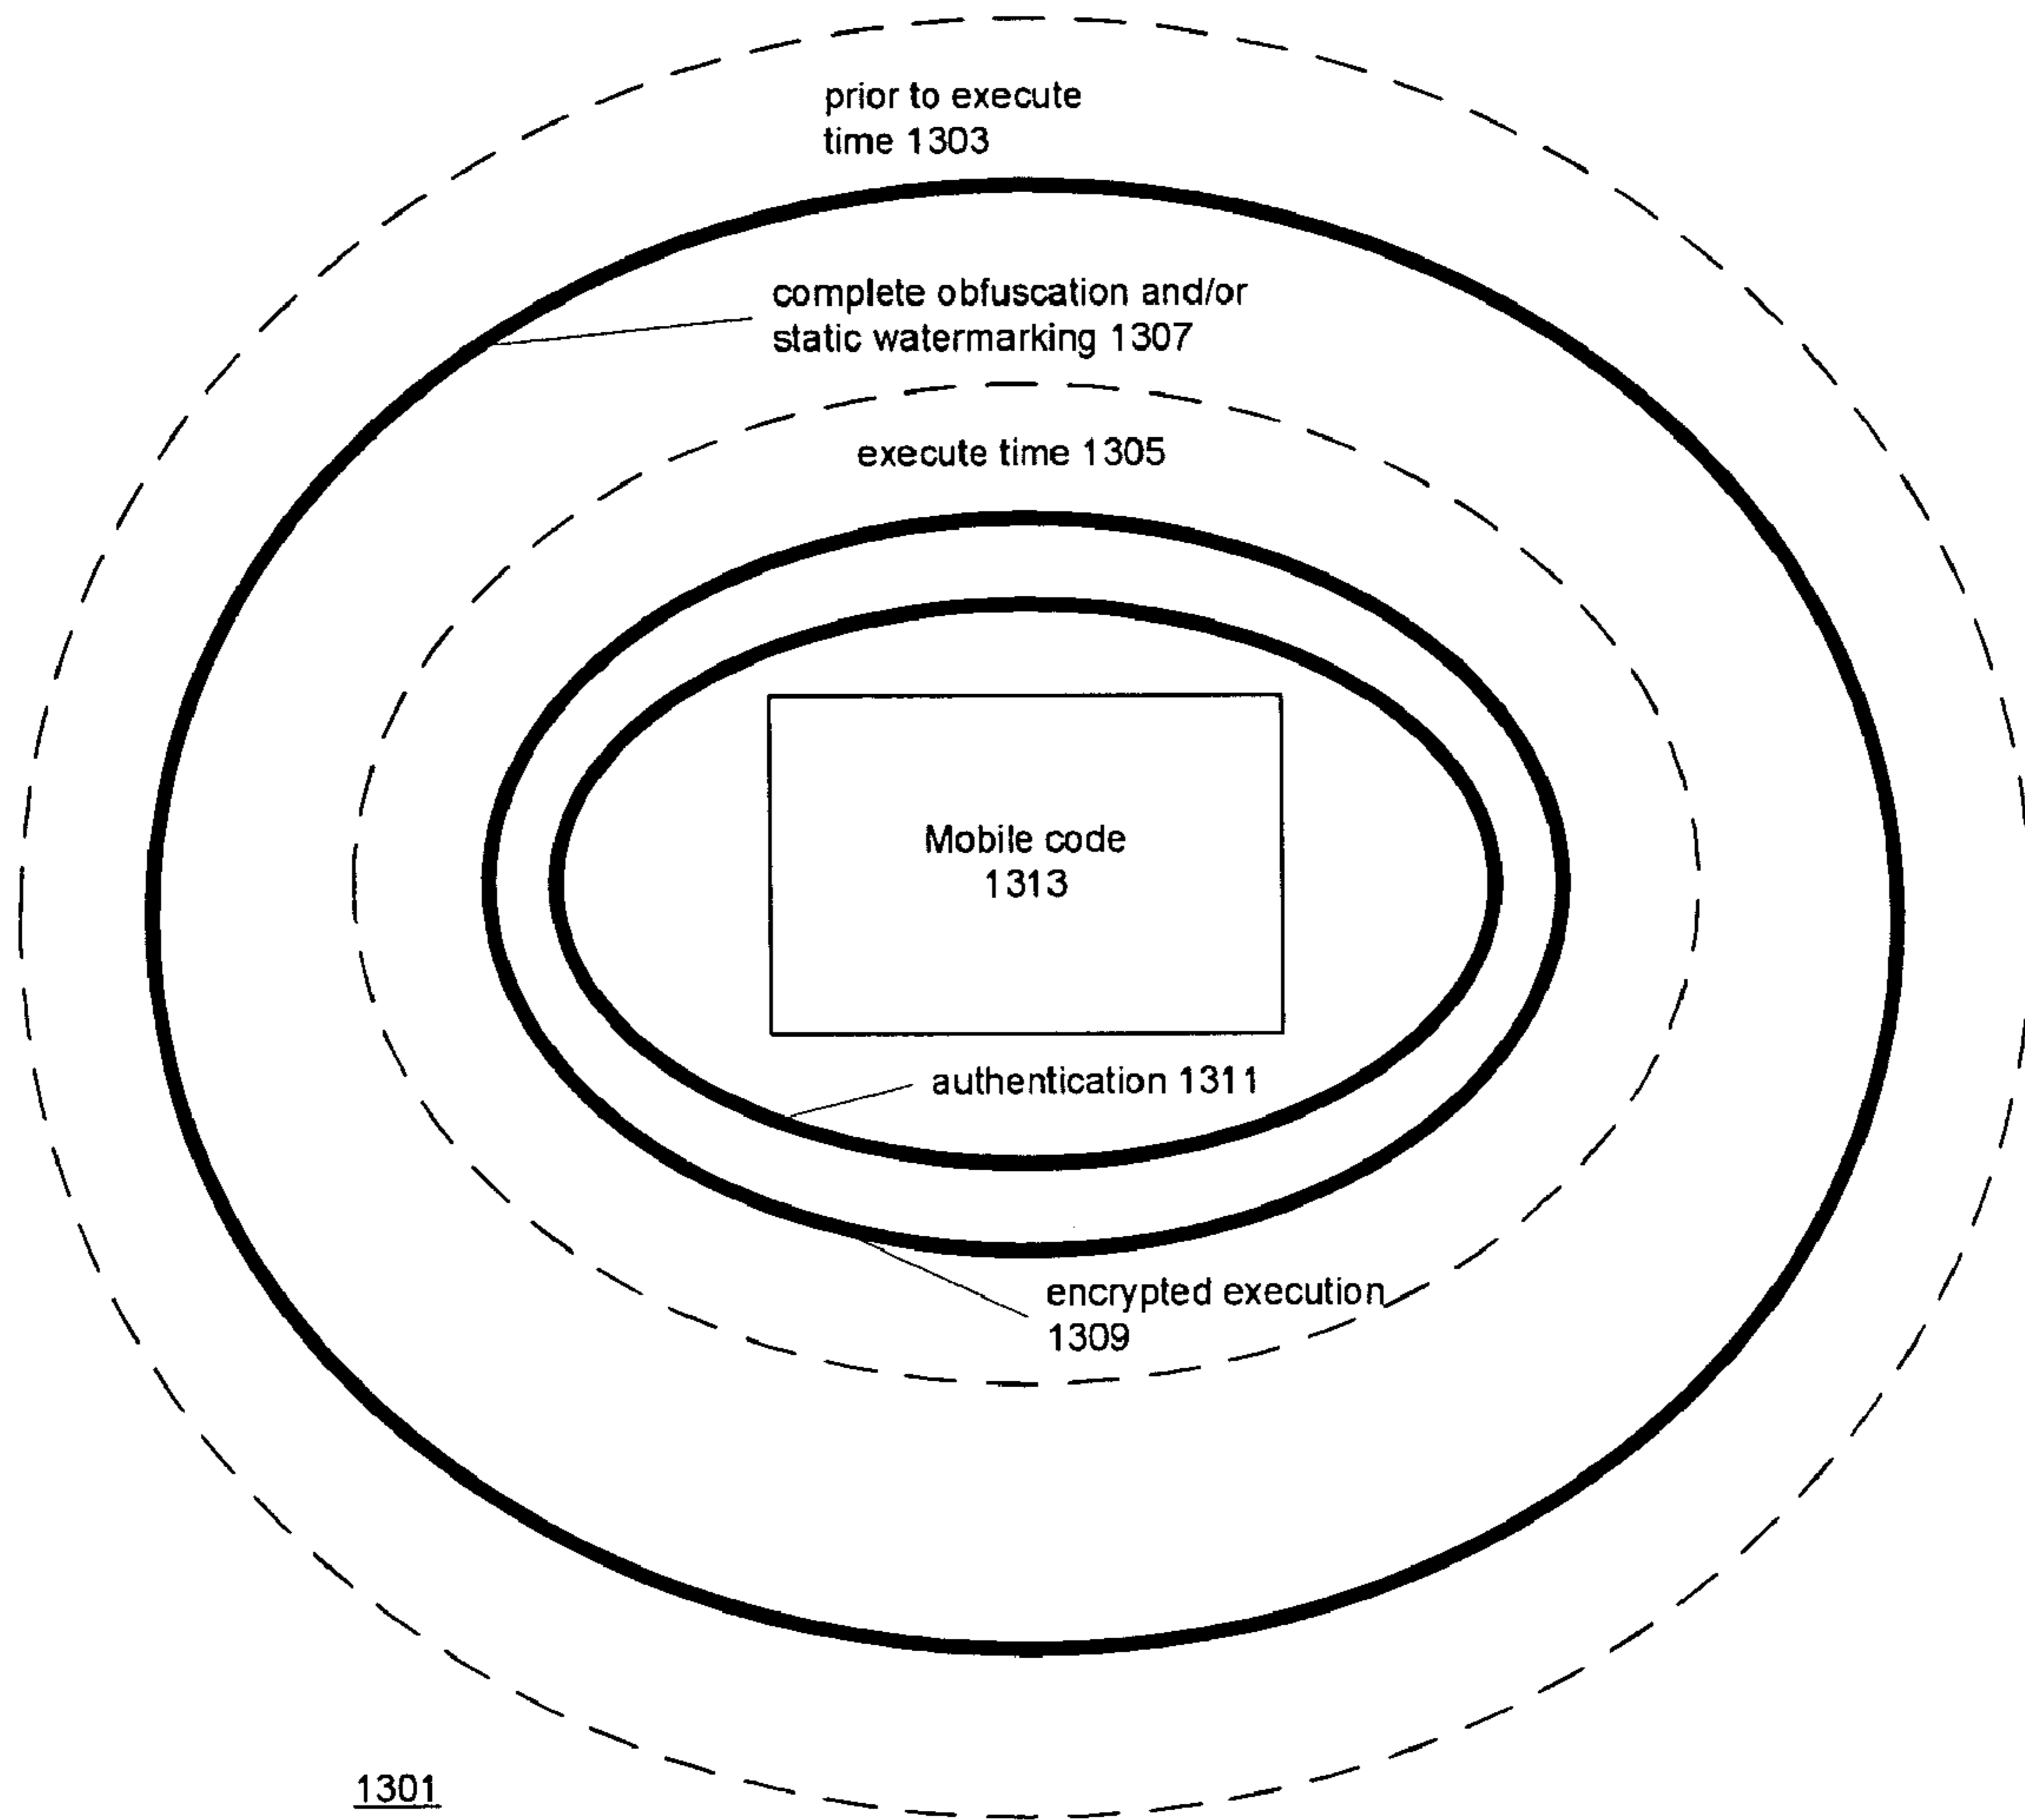 prior to execute
time 1303
complete obfuscation and/or
static watermarking 1307
execute time 1305
Mobile code
1313
authentication 1311
encrypted execution
1309
1301